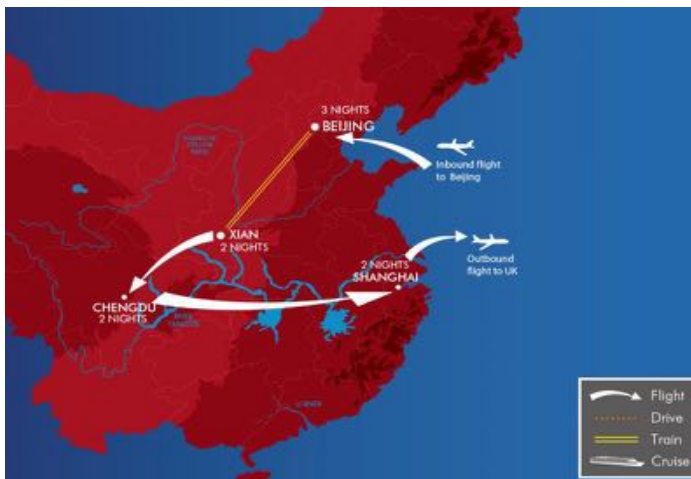 3 NIGHTS
BEIJING
Inbound flight
to Beijing
XIAN
2 NIGHTS
2 NIGHTS
SHANGHAI
Outbound
flight to UK
CHENGDU
2 NIGHTS
Flight
Drive
Train
Cruise